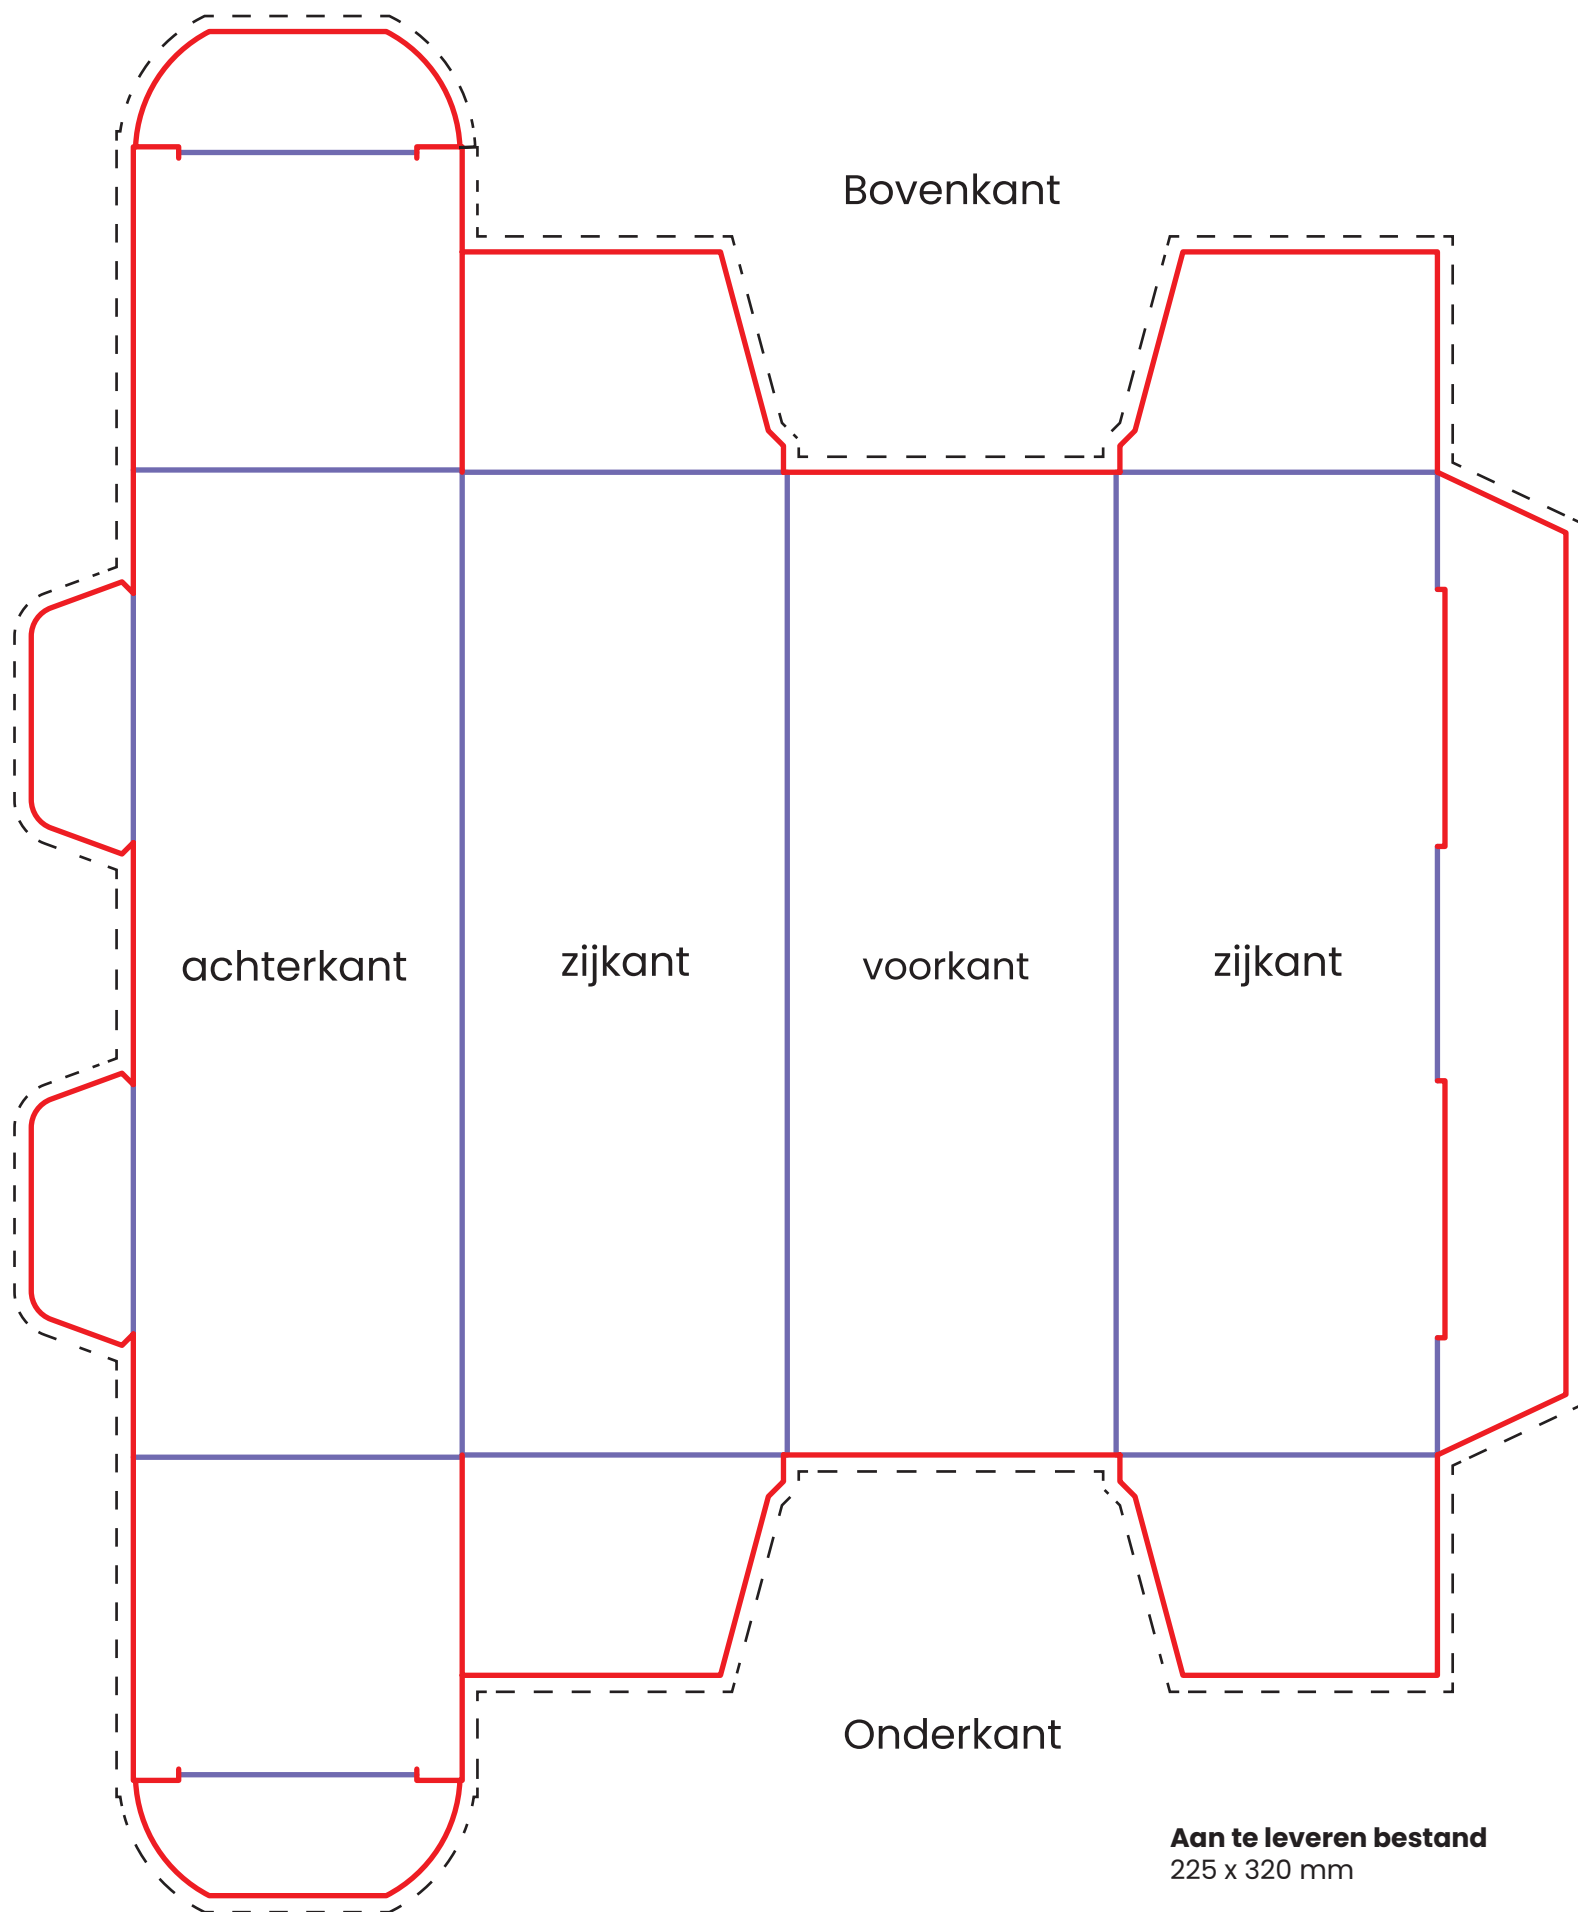 Bovenkant
achterkant
zijkant
voorkant
zijkant
Onderkant
Aan te leveren bestand
225 x 320 mm